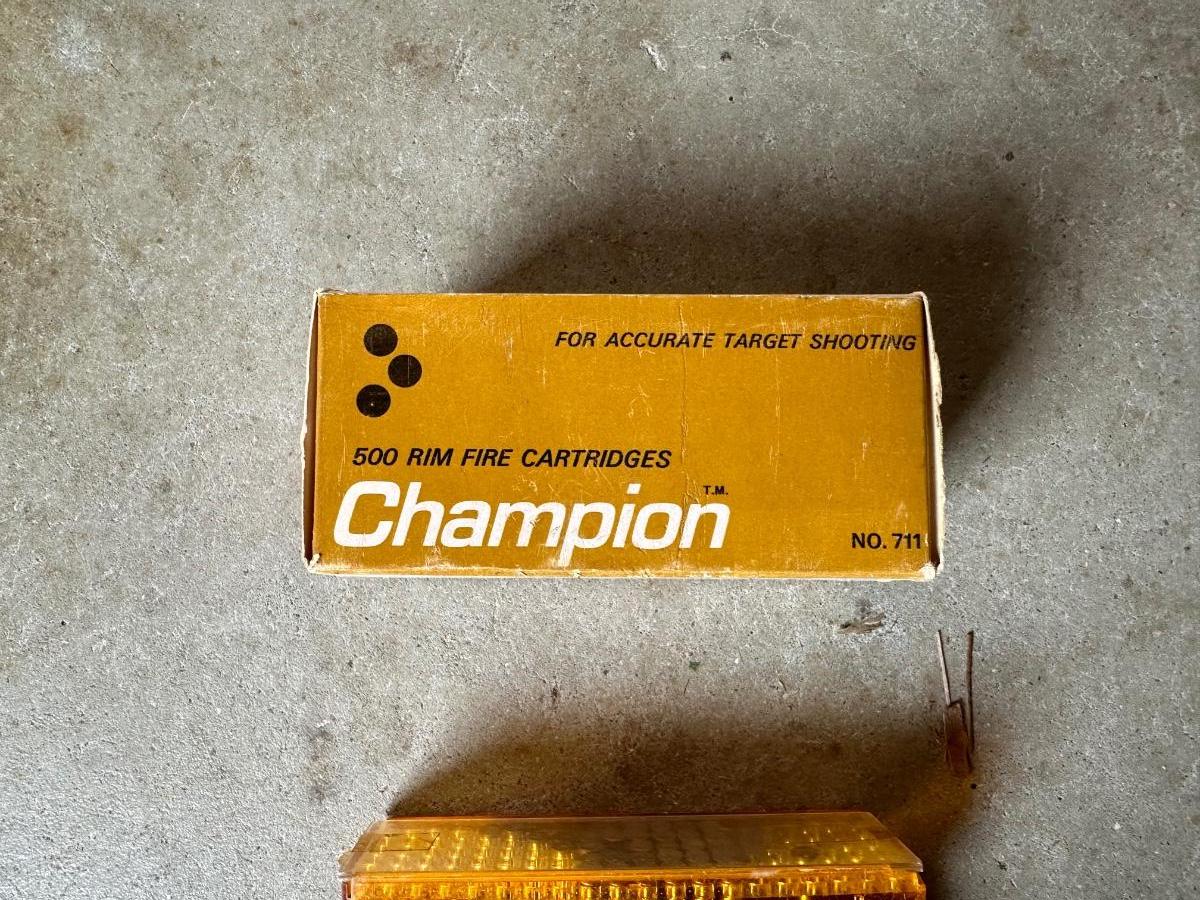 FOR ACCURATE TARGET SHOOTING
500 RIM FIRE CARTRIDGES
Champion T.M.
NO. 711